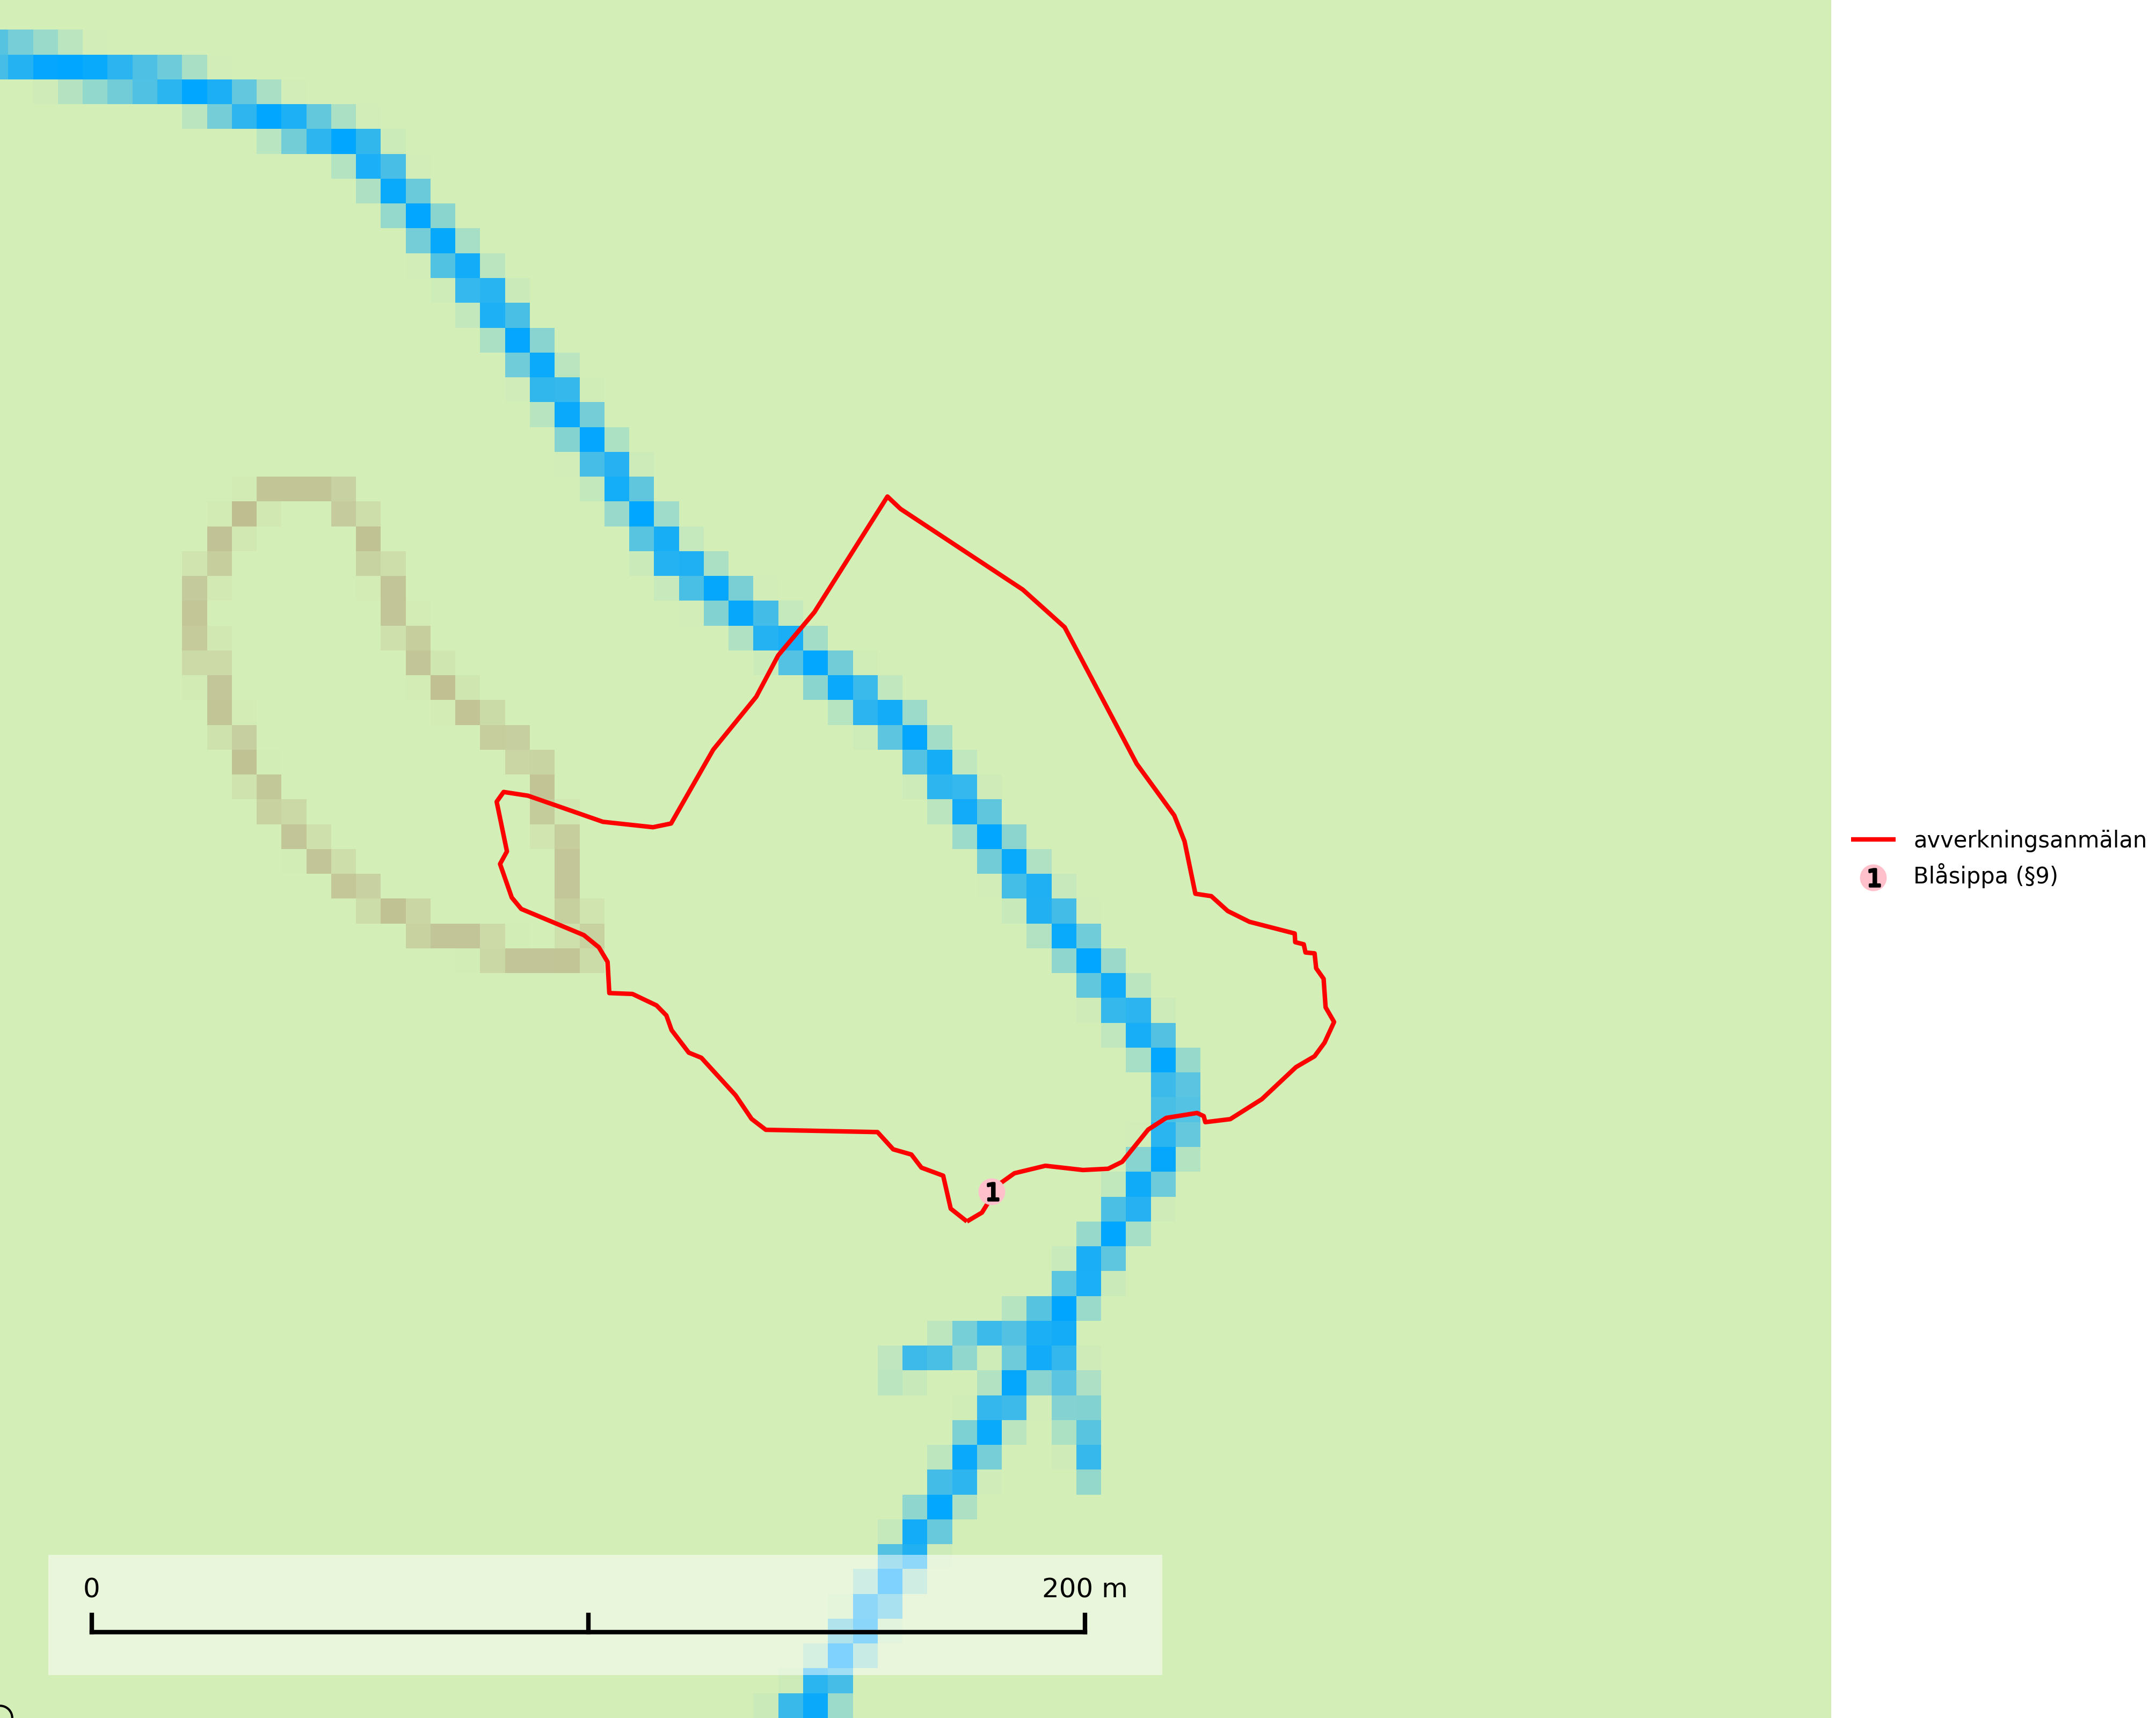 avverkningsanmälan
1 Blåsippa (§9)
1
0 200 m